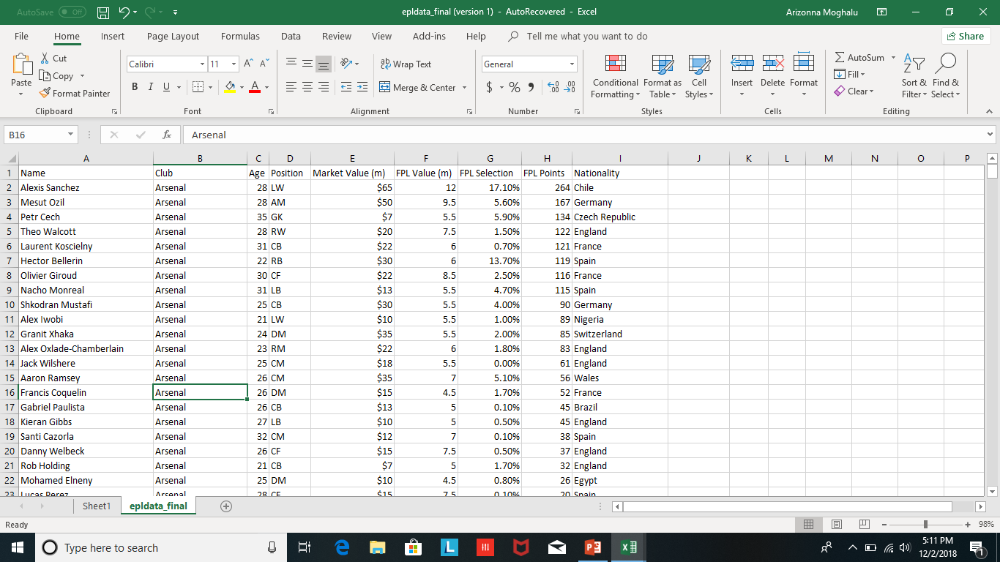 AutoSave Off epldata_final (version 1) - AutoRecovered - Excel Arizonna Moghalu
File Home Insert Page Layout Formulas Data Review View Add-ins Help Tell me what you want to do Share
Paste Cut Copy Format Painter Clipboard
Calibri 11 A A B I U A Font
ab Wrap Text Merge & Center Alignment
General $ % 9 .00 .00 Number
Conditional Formatting Format as Table Cell Styles Styles
Insert Delete Format Cells
AutoSum Fill Clear Sort & Filter Find & Select Editing
B16 fx Arsenal
A B C D E F G H I J K L M N O P
1 Name Club Age Position Market Value (m) FPL Value (m) FPL Selection FPL Points Nationality
2 Alexis Sanchez Arsenal 28 LW $65 12 17.10% 264 Chile
3 Mesut Ozil Arsenal 28 AM $50 9.5 5.60% 167 Germany
4 Petr Cech Arsenal 35 GK $7 5.5 5.90% 134 Czech Republic
5 Theo Walcott Arsenal 28 RW $20 7.5 1.50% 122 England
6 Laurent Koscielny Arsenal 31 CB $22 6 0.70% 121 France
7 Hector Bellerin Arsenal 22 RB $30 6 13.70% 119 Spain
8 Olivier Giroud Arsenal 30 CF $22 8.5 2.50% 116 France
9 Nacho Monreal Arsenal 31 LB $13 5.5 4.70% 115 Spain
10 Shkodran Mustafi Arsenal 25 CB $30 5.5 4.00% 90 Germany
11 Alex Iwobi Arsenal 21 LW $10 5.5 1.00% 89 Nigeria
12 Granit Xhaka Arsenal 24 DM $35 5.5 2.00% 85 Switzerland
13 Alex Oxlade-Chamberlain Arsenal 23 RM $22 6 1.80% 83 England
14 Jack Wilshere Arsenal 25 CM $18 5.5 0.00% 61 England
15 Aaron Ramsey Arsenal 26 CM $35 7 5.10% 56 Wales
16 Francis Coquelin Arsenal 26 DM $15 4.5 1.70% 52 France
17 Gabriel Paulista Arsenal 26 CB $13 5 0.10% 45 Brazil
18 Kieran Gibbs Arsenal 27 LB $10 5 0.50% 45 England
19 Santi Cazorla Arsenal 32 CM $12 7 0.10% 38 Spain
20 Danny Welbeck Arsenal 26 CF $15 7.5 0.50% 37 England
21 Rob Holding Arsenal 21 CB $7 5 1.70% 32 England
22 Mohamed Elneny Arsenal 25 DM $10 4.5 0.80% 26 Egypt
23 Lucas Perez Arsenal 28 CF $15 7.5 0.10% 20 Spain
Sheet1 epldata_final
Ready 98%
Type here to search L 5:11 PM
12/2/2018 1